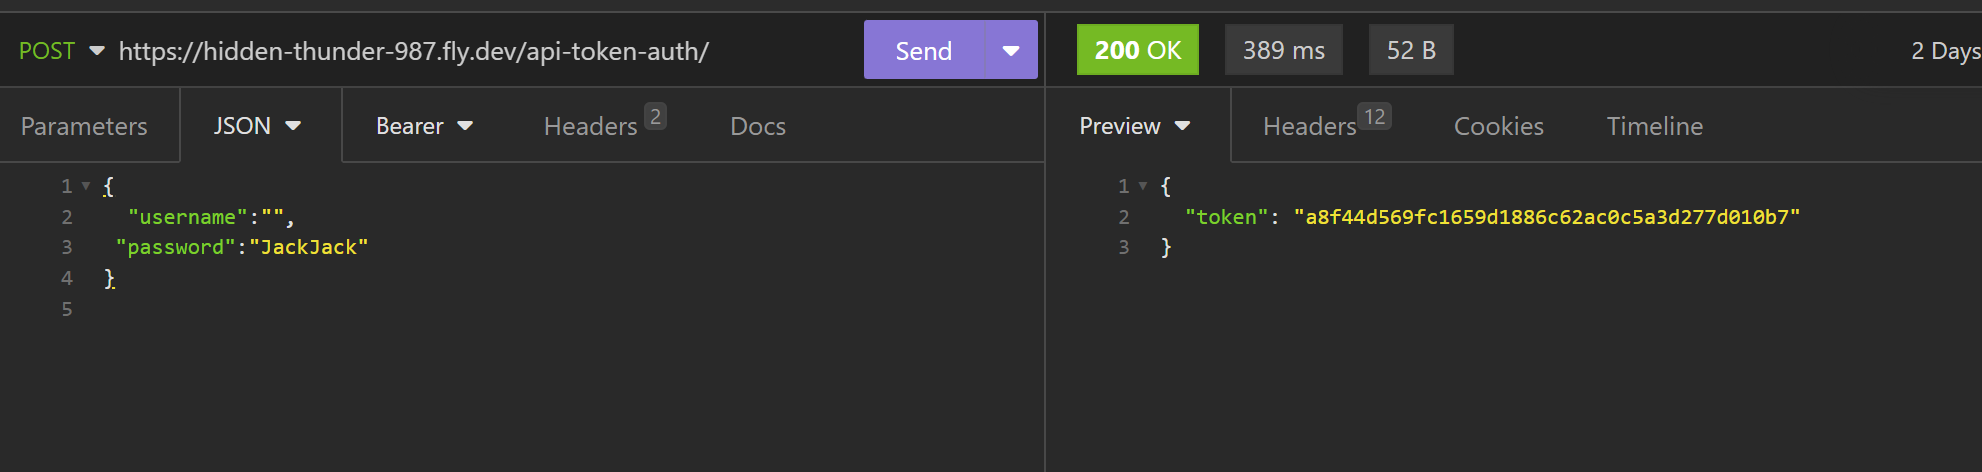 POST https://hidden-thunder-987.fly.dev/api-token-auth/ Send
Parameters JSON Bearer Headers 2 Docs
1 {
2 "username":"",
3 "password":"JackJack"
4 }
5
200 OK 389 ms 52 B 2 Days
Preview Headers 12 Cookies Timeline
1 {
2 "token": "a8f44d569fc1659d1886c62ac0c5a3d277d010b7"
3 }